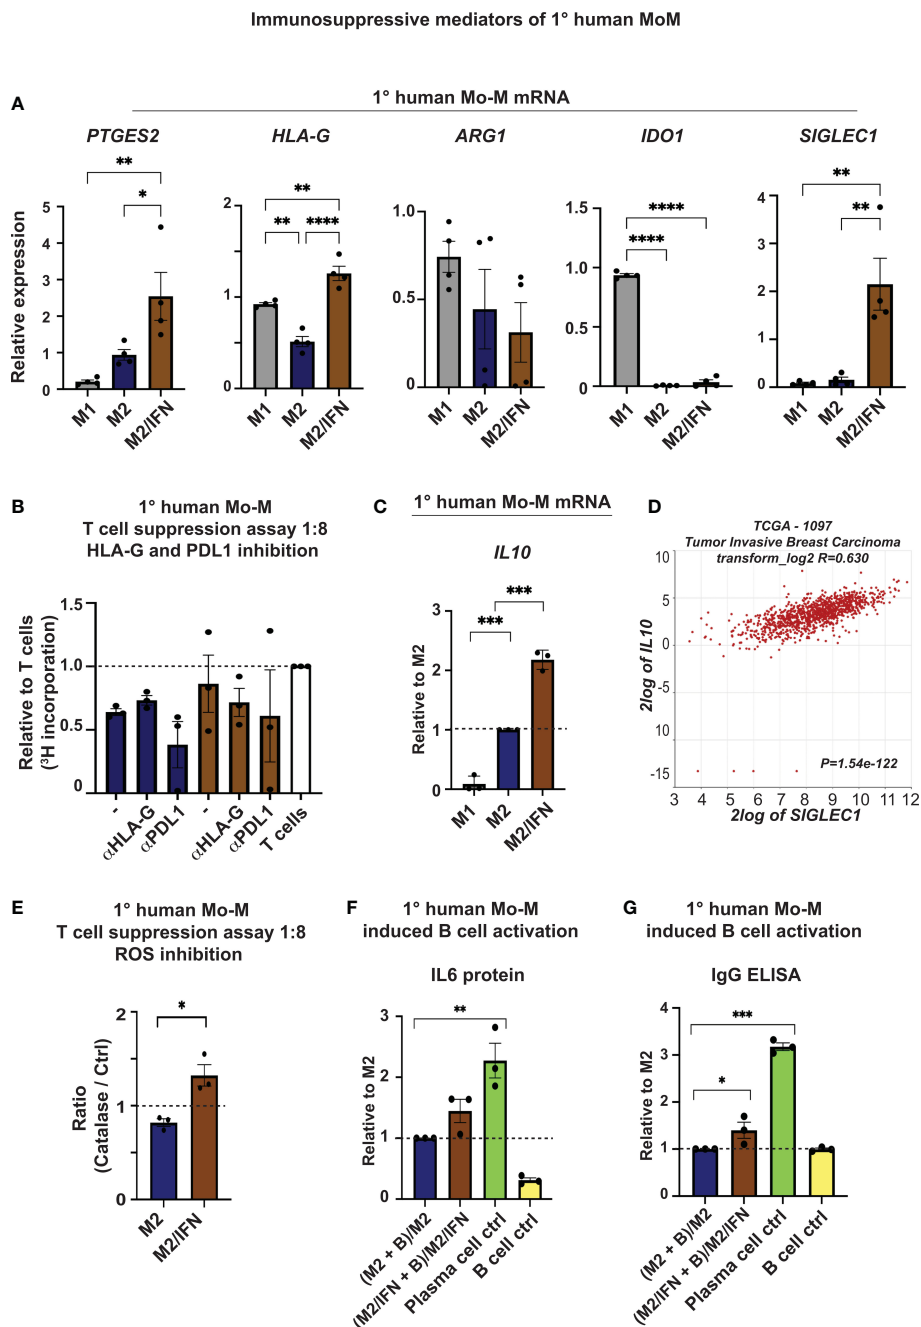 Immunosuppressive mediators of 1° human MoM
A
1° human Mo-M mRNA
PTGES2
HLA-G
ARG1
IDO1
SIGLEC1
Relative expression
**
*
5
4
3
2
1
0
M1
M2
M2/IFN
**
**
****
2
1
0
M1
M2
M2/IFN
1.0
0.5
0.0
M1
M2
M2/IFN
****
****
1.5
1.0
0.5
0.0
M1
M2
M2/IFN
**
**
4
3
2
1
0
M1
M2
M2/IFN
B
1° human Mo-M
T cell suppression assay 1:8
HLA-G and PDL1 inhibition
Relative to T cells
(³H incorporation)
1.5
1.0
0.5
0
-
αHLA-G
αPDL1
-
αHLA-G
αPDL1
T cells
C
1° human Mo-M mRNA
IL10
Relative to M2
***
***
3
2
1
0
M1
M2
M2/IFN
D
TCGA - 1097
Tumor Invasive Breast Carcinoma
transform_log2 R=0.630
2log of IL10
10
5
0
-5
10
-15
P=1.54e-122
3 4 5 6 7 8 9 10 11 12
2log of SIGLEC1
E
1° human Mo-M
T cell suppression assay 1:8
ROS inhibition
Ratio
(Catalase / Ctrl)
*
2
1
0
M2
M2/IFN
F
1° human Mo-M
induced B cell activation
IL6 protein
Relative to M2
**
3
2
1
0
(M2 + B)/M2
(M2/IFN + B)/M2/IFN
Plasma cell ctrl
B cell ctrl
G
1° human Mo-M
induced B cell activation
IgG ELISA
Relative to M2
***
*
4
3
2
1
0
(M2 + B)/M2
(M2/IFN + B)/M2/IFN
Plasma cell ctrl
B cell ctrl